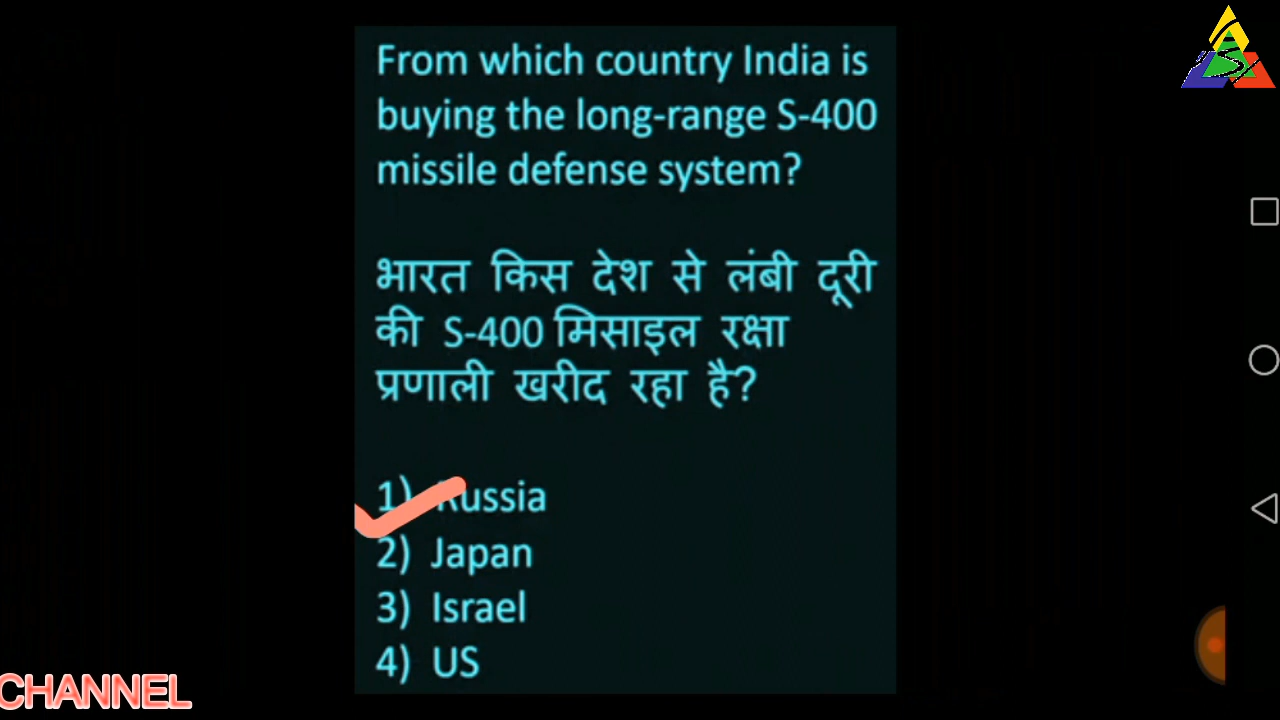 From which country India is
buying the long-range S-400
missile defense system?
भारत किस देश से लंबी दूरी
की S-400 मिसाइल रक्षा
प्रणाली खरीद रहा है?
1) Russia
2) Japan
3) Israel
4) US
CHANNEL